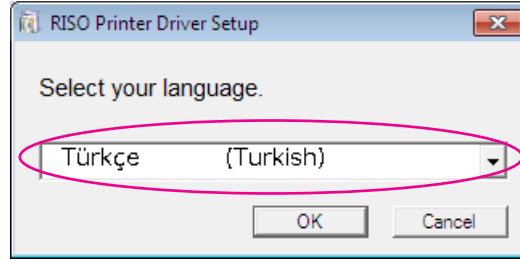 RISO Printer Driver Setup
Select your language.
Türkçe (Turkish)
OK Cancel